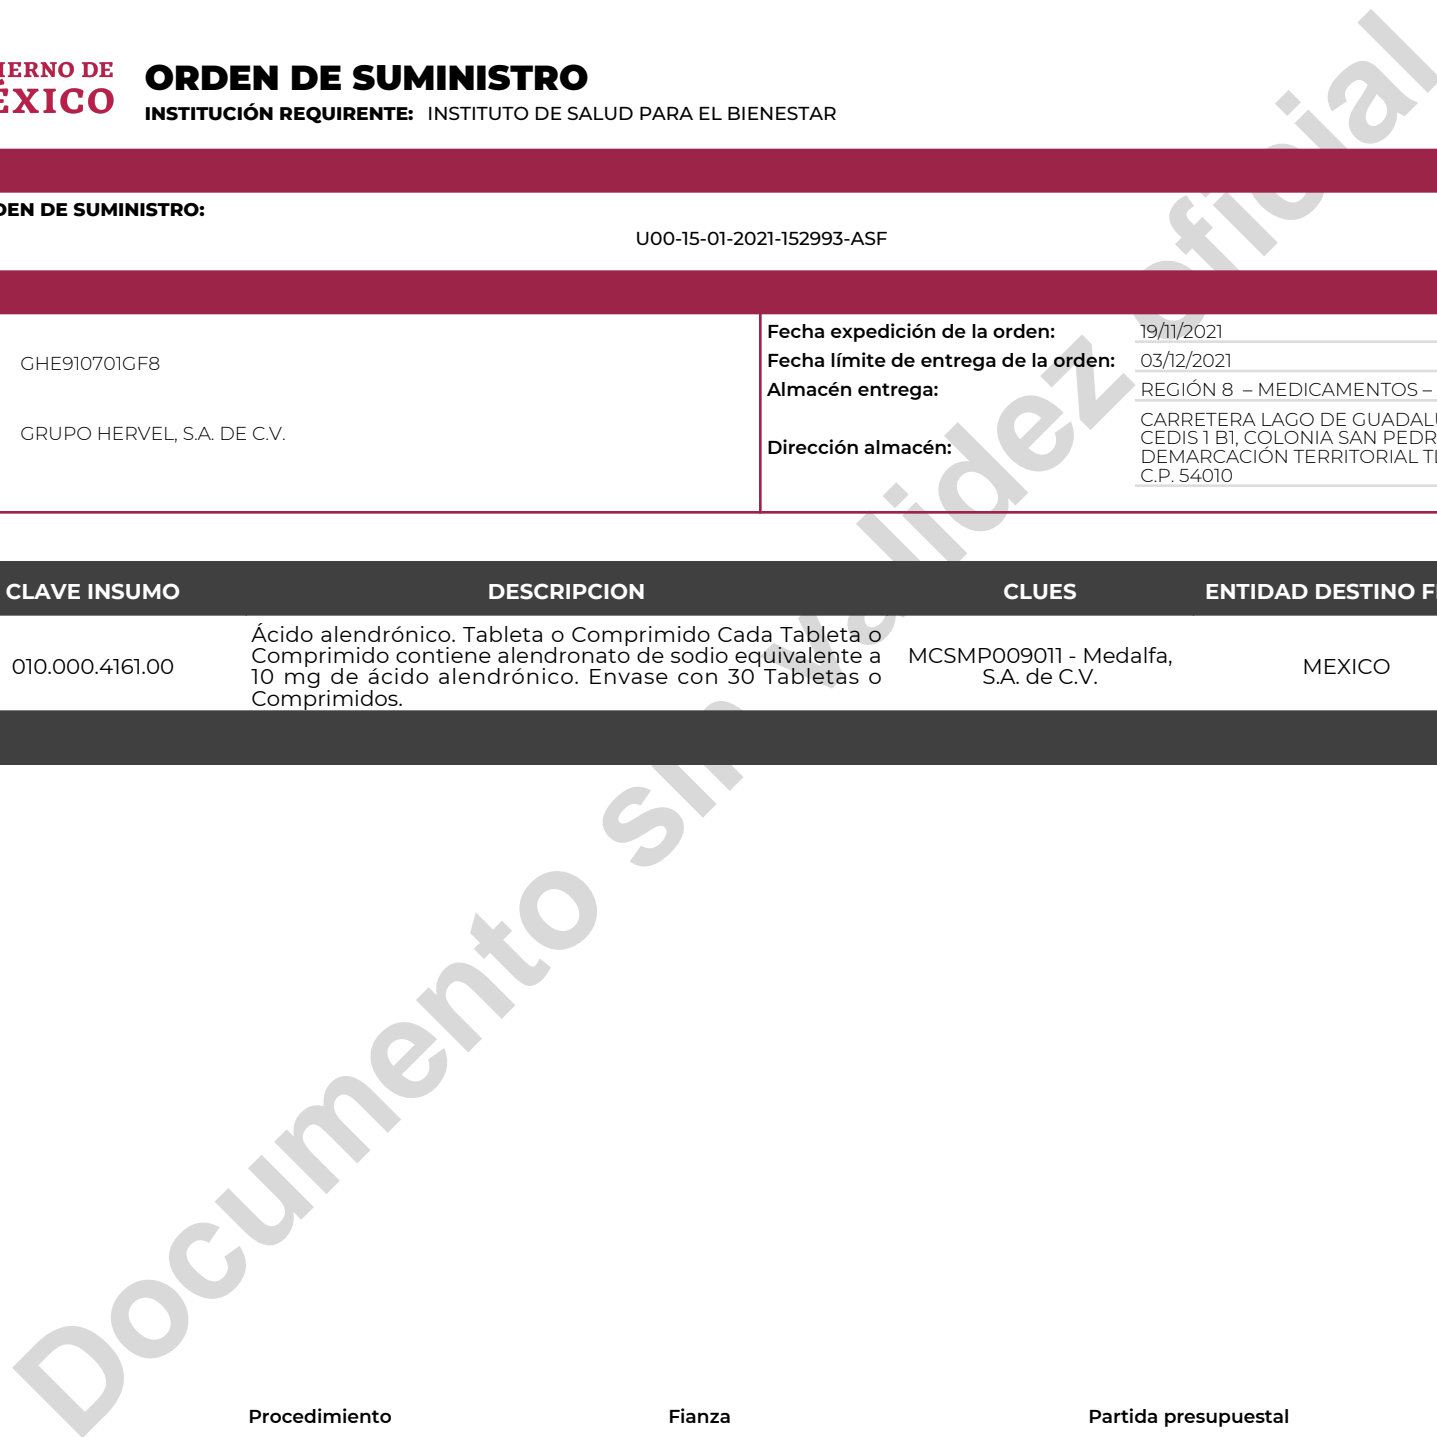 IERNO DE
ÉXICO
ORDEN DE SUMINISTRO
INSTITUCIÓN REQUIRENTE: INSTITUTO DE SALUD PARA EL BIENESTAR
DEN DE SUMINISTRO:
U00-15-01-2021-152993-ASF
GHE910701GF8
GRUPO HERVEL, S.A. DE C.V.
Fecha expedición de la orden: 19/11/2021
Fecha límite de entrega de la orden: 03/12/2021
Almacén entrega: REGIÓN 8 – MEDICAMENTOS –
Dirección almacén:
CARRETERA LAGO DE GUADALU
CEDIS 1 B1, COLONIA SAN PEDR
DEMARCACIÓN TERRITORIAL TL
C.P. 54010
CLAVE INSUMO DESCRIPCION CLUES ENTIDAD DESTINO F
010.000.4161.00
Ácido alendrónico. Tableta o Comprimido Cada Tableta o
Comprimido contiene alendronato de sodio equivalente a
10 mg de ácido alendrónico. Envase con 30 Tabletas o
Comprimidos.
MCSMP009011 - Medalfa,
S.A. de C.V.
MEXICO
Documento sin validez oficial
Procedimiento Fianza Partida presupuestal